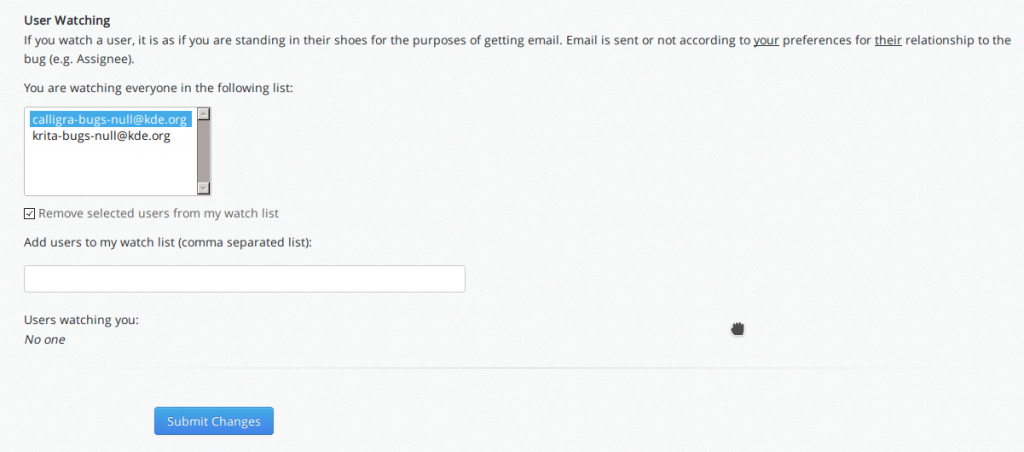 User Watching
If you watch a user, it is as if you are standing in their shoes for the purposes of getting email. Email is sent or not according to your preferences for their relationship to the
bug (e.g. Assignee).
You are watching everyone in the following list:
calligra-bugs-null@kde.org
krita-bugs-null@kde.org
Remove selected users from my watch list
Add users to my watch list (comma separated list):
Users watching you:
No one
Submit Changes